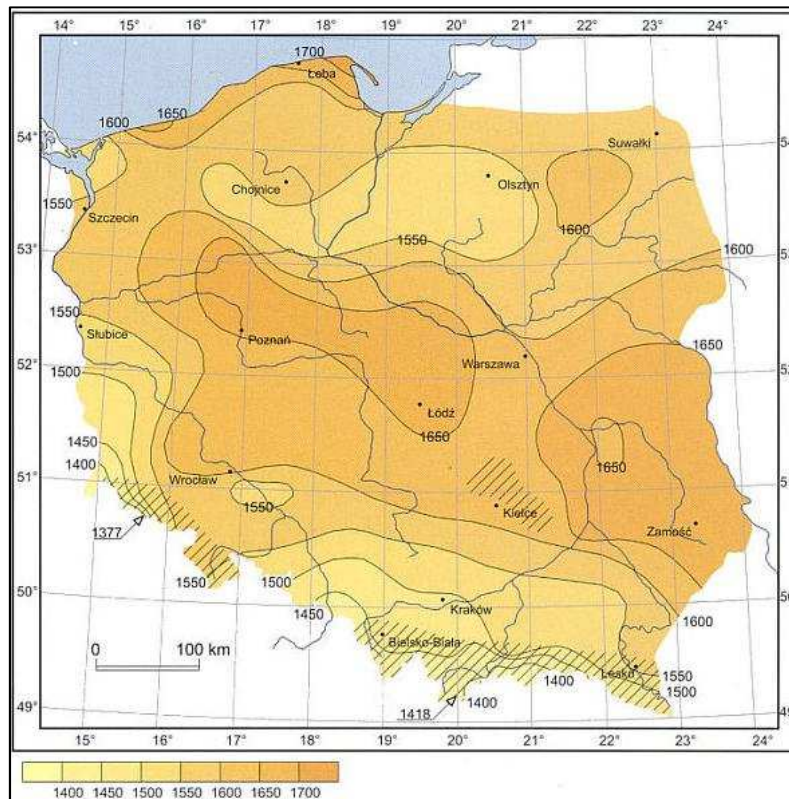 14° 15° 16° 17° 18° 19° 20° 21° 22° 23° 24°
1700
Łeba
1650
1600
54°
Suwałki
Chojnice
Olsztyn
1550
Szczecin
1600
53°
1550
1600
53°
1550
Słubice
Poznań
1650
Warszawa
52°
1500
Łódź
1650
1650
1450
51°
1400
Wrocław
1550
Kielce
Zamość
1377
1550
1500
50°
1450
Kraków
1600
0 100 km
Bielsko-Biała
Lesko
1550
1400
1500
49°
1418
1400
15° 16° 17° 18° 19° 20° 21° 22° 23° 24°
1400 1450 1500 1550 1600 1650 1700